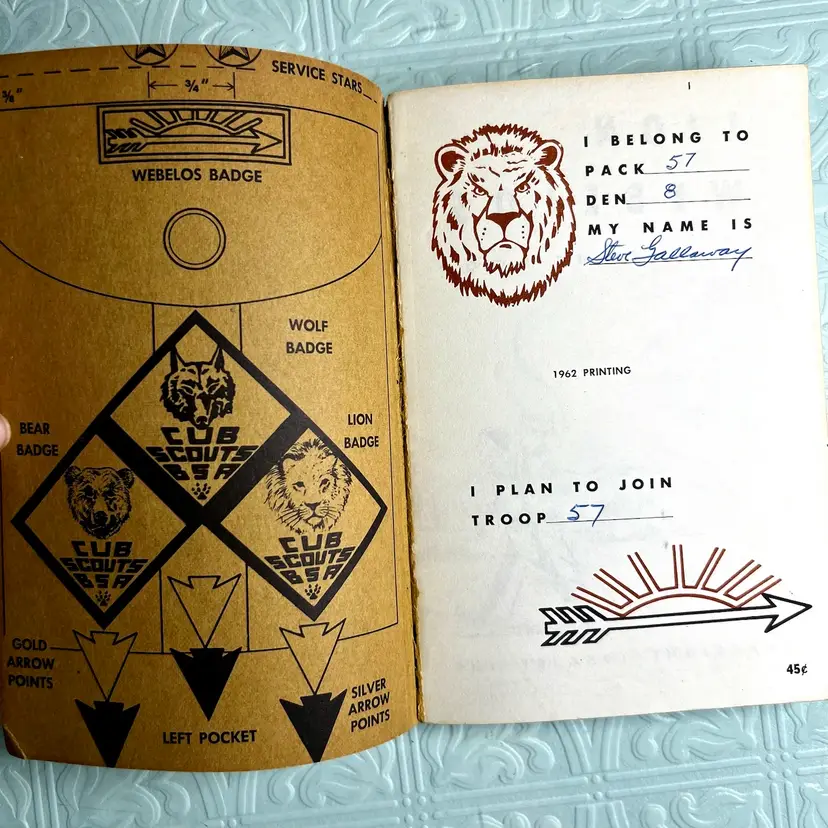 SERVICE STARS
3/8"
3/4"
WEBELOS BADGE
WOLF
BADGE
BEAR
BADGE
LION
BADGE
CUB
SCOUTS
BSA
CUB
SCOUTS
BSA
CUB
SCOUTS
BSA
GOLD
ARROW
POINTS
SILVER
ARROW
POINTS
LEFT POCKET
I
I BELONG TO
PACK 57
DEN 8
MY NAME IS
Steve Gallaway
1962 PRINTING
I PLAN TO JOIN
TROOP 57
45¢